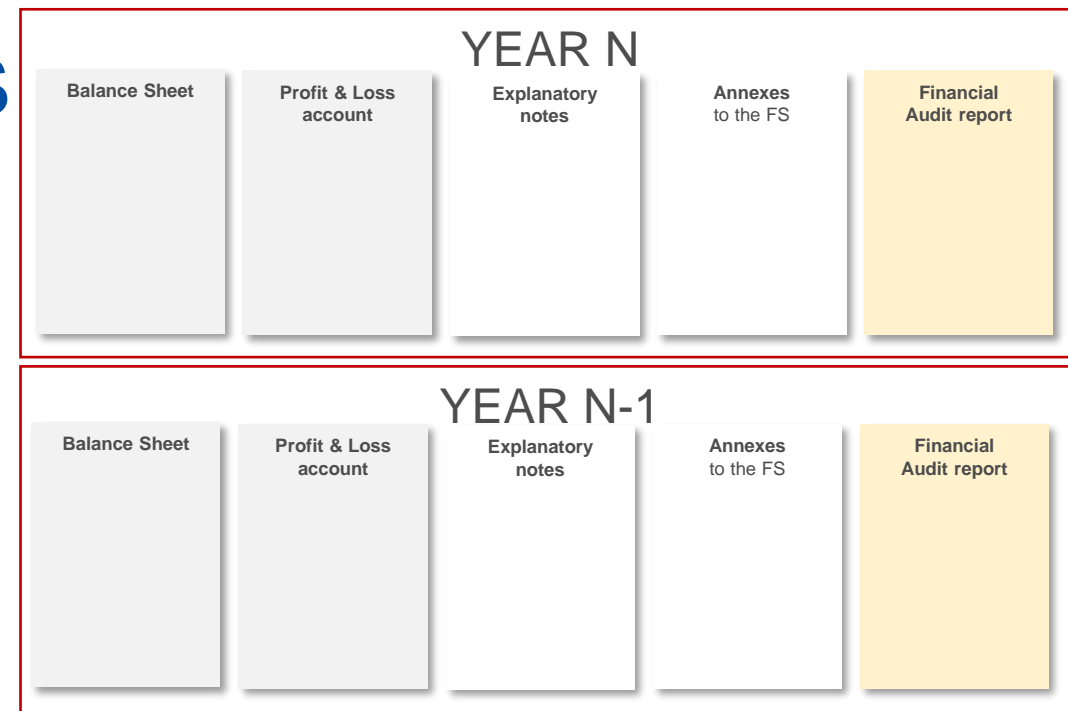 S
YEAR N
Balance Sheet
Profit & Loss
account
Explanatory
notes
Annexes
to the FS
Financial
Audit report
YEAR N-1
Balance Sheet
Profit & Loss
account
Explanatory
notes
Annexes
to the FS
Financial
Audit report